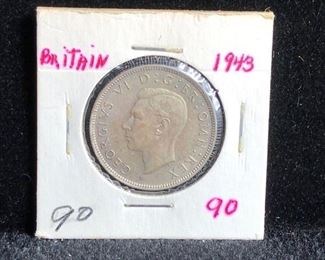 BRITAIN 1943
GEORGIVS VI D:G:BR:OMN:REX
90 90